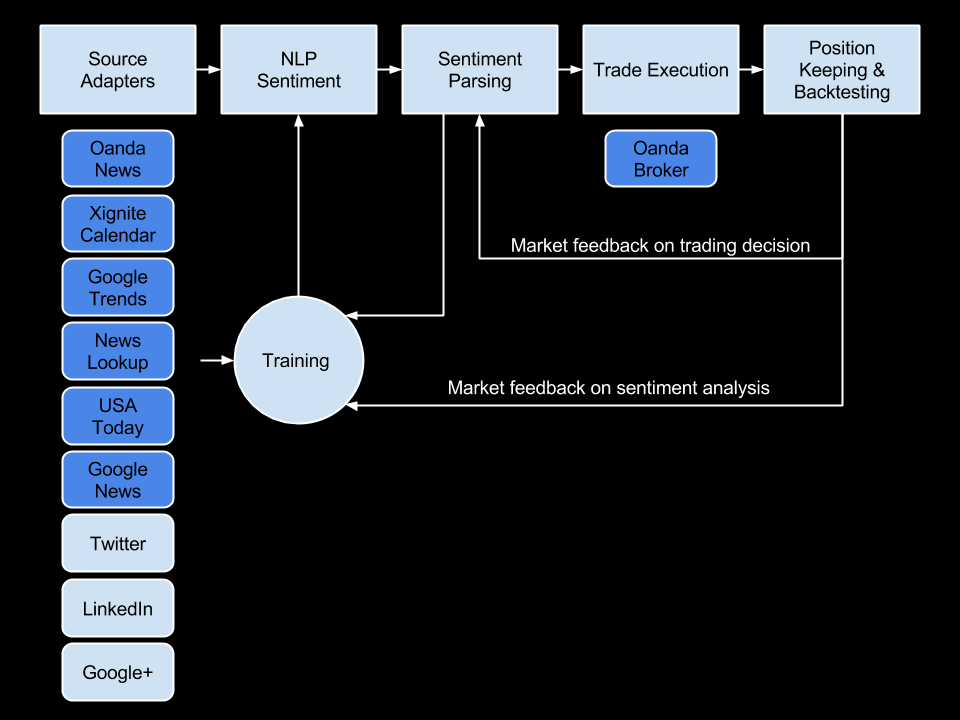 Source
Adapters
NLP
Sentiment
Sentiment
Parsing
Trade Execution
Position
Keeping &
Backtesting
Oanda
News
Oanda
Broker
Xignite
Calendar
Market feedback on trading decision
Google
Trends
News
Lookup
Training
Market feedback on sentiment analysis
USA
Today
Google
News
Twitter
LinkedIn
Google+